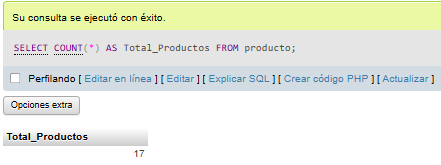 Su consulta se ejecutó con éxito.
SELECT COUNT(*) AS Total_Productos FROM producto;
Perfilando [ Editar en línea ] [ Editar ] [ Explicar SQL ] [ Crear código PHP ] [ Actualizar ]
Opciones extra
Total_Productos
17